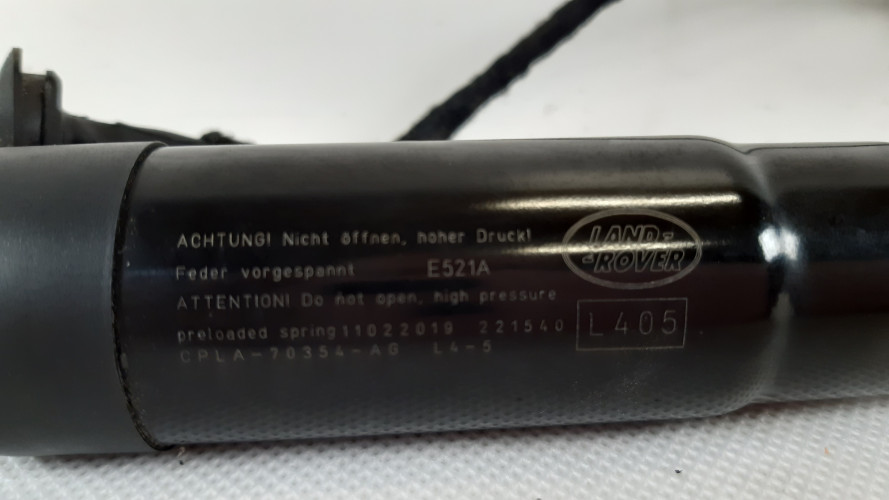 ACHTUNG! Nicht öffnen, hoher Druck!
Feder vorgespannt E521A
ATTENTION! Do not open, high pressure
preloaded spring 11022019 221540
CPLA-70354-AG L4-5
LAND-
-ROVER
L405